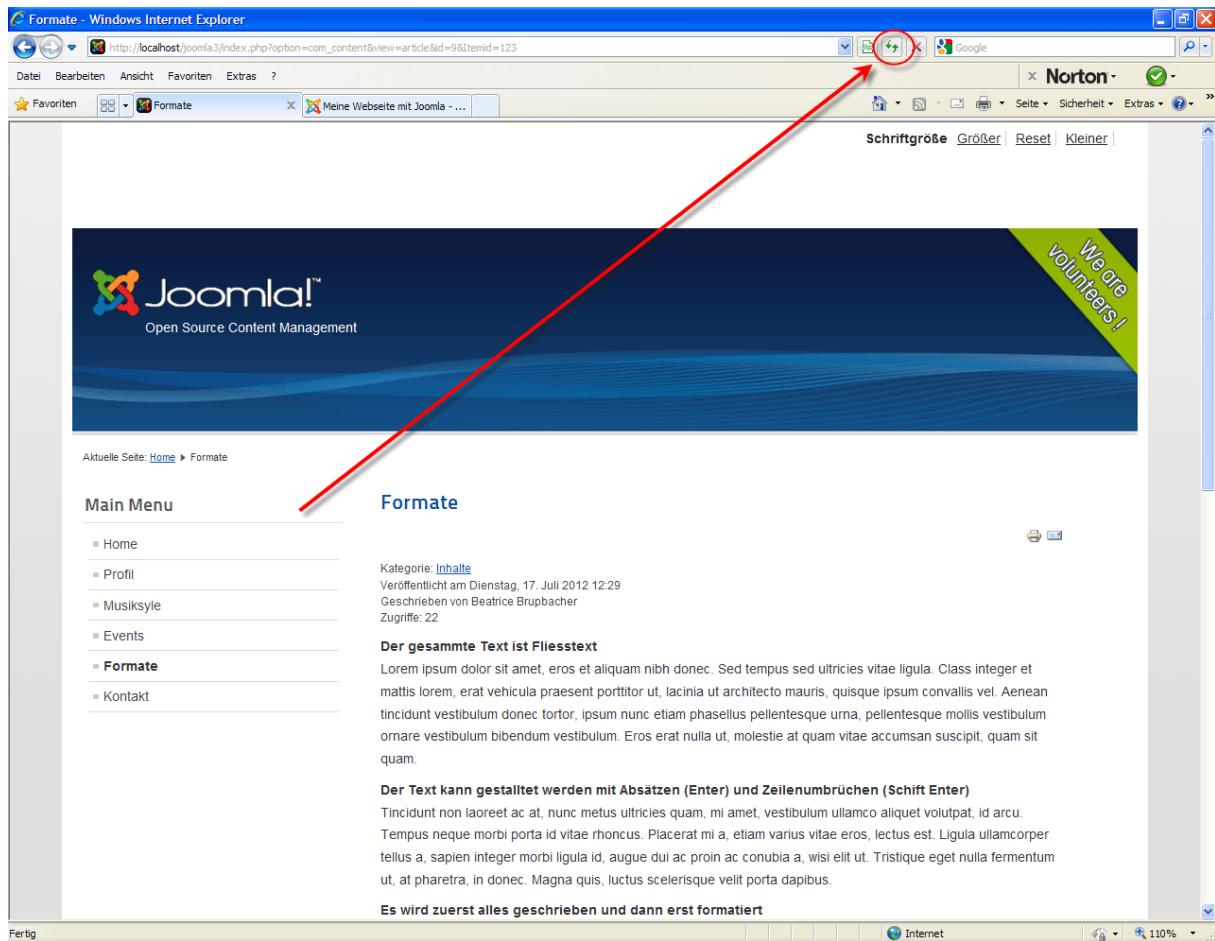 Formate - Windows Internet Explorer
http://localhost/joomla3/index.php?option=com_content&view=article&id=9&Itemid=123
Google
Datei Bearbeiten Ansicht Favoriten Extras ?
Norton
Favoriten
Formate
Meine Webseite mit Joomla - ...
Seite
Sicherheit
Extras
Schriftgröße Größer Reset Kleiner
We are
volunteers!
Joomla!™
Open Source Content Management
Aktuelle Seite: Home Formate
Main Menu
Home
Profil
Musiksyle
Events
Formate
Kontakt
Formate
Kategorie: Inhalte
Veröffentlicht am Dienstag, 17. Juli 2012 12:29
Geschrieben von Beatrice Brupbacher
Zugriffe: 22
Der gesammte Text ist Fliesstext
Lorem ipsum dolor sit amet, eros et aliquam nibh donec. Sed tempus sed ultricies vitae ligula. Class integer et
mattis lorem, erat vehicula praesent porttitor ut, lacinia ut architecto mauris, quisque ipsum convallis vel. Aenean
tincidunt vestibulum donec tortor, ipsum nunc etiam phasellus pellentesque urna, pellentesque mollis vestibulum
ornare vestibulum bibendum vestibulum. Eros erat nulla ut, molestie at quam vitae accumsan suscipit, quam sit
quam.
Der Text kann gestalltet werden mit Absätzen (Enter) und Zeilenumbrüchen (Schift Enter)
Tincidunt non laoreet ac at, nunc metus ultricies quam, mi amet, vestibulum ullamco aliquet volutpat, id arcu.
Tempus neque morbi porta id vitae rhoncus. Placerat mi a, etiam varius vitae eros, lectus est. Ligula ullamcorper
tellus a, sapien integer morbi ligula id, augue dui ac proin ac conubia a, wisi elit ut. Tristique eget nulla fermentum
ut, at pharetra, in donec. Magna quis, luctus scelerisque velit porta dapibus.
Es wird zuerst alles geschrieben und dann erst formatiert
Fertig
Internet
110%